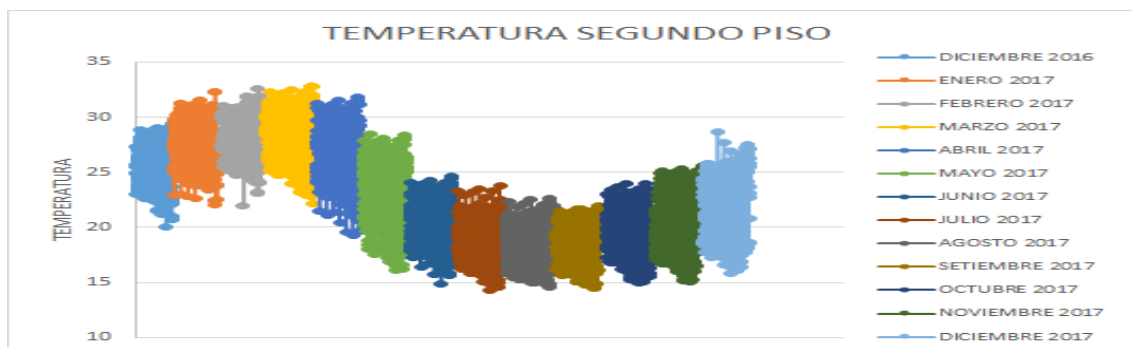 TEMPERATURA SEGUNDO PISO
TEMPERATURA
35
30
25
20
15
10
DICIEMBRE 2016
ENERO 2017
FEBRERO 2017
MARZO 2017
ABRIL 2017
MAYO 2017
JUNIO 2017
JULIO 2017
AGOSTO 2017
SETIEMBRE 2017
OCTUBRE 2017
NOVIEMBRE 2017
DICIEMBRE 2017